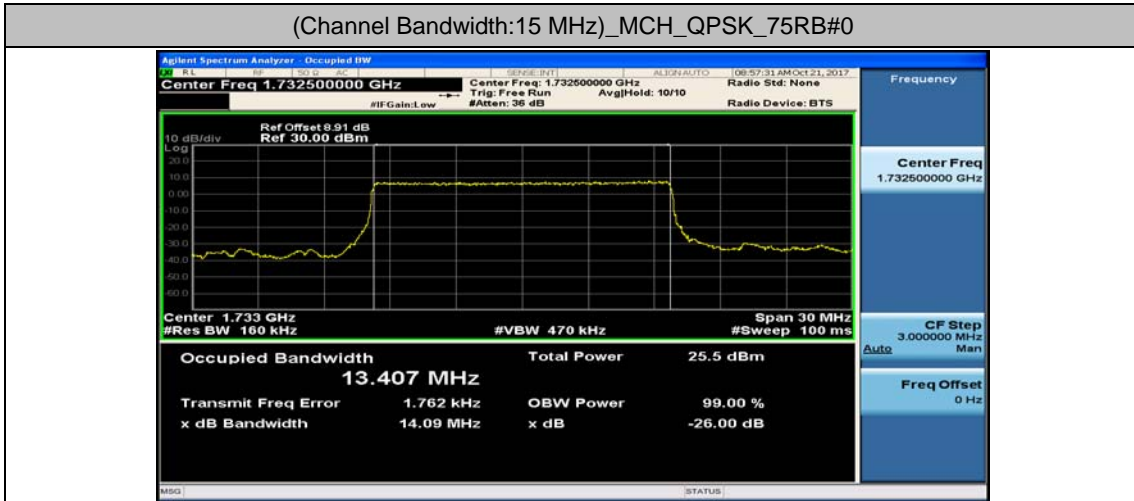 (Channel Bandwidth:15 MHz)_MCH_QPSK_75RB#0
Agilent Spectrum Analyzer - Occupied BW
RL RF 50 Ω AC SENSE:INT ALIGN AUTO 08:57:31 AM Oct 21, 2017
Center Freq 1.732500000 GHz
Center Freq: 1.732500000 GHz
Radio Std: None
Trig: Free Run Avg|Hold: 10/10
#IFGain:Low #Atten: 36 dB Radio Device: BTS
Ref Offset 8.91 dB
10 dB/div Ref 30.00 dBm
Log
20.0
10.0
0.00
-10.0
-20.0
-30.0
-40.0
-50.0
-60.0
Center 1.733 GHz Span 30 MHz
#Res BW 160 kHz #VBW 470 kHz #Sweep 100 ms
Occupied Bandwidth Total Power 25.5 dBm
13.407 MHz
Transmit Freq Error 1.762 kHz OBW Power 99.00 %
x dB Bandwidth 14.09 MHz x dB -26.00 dB
MSG STATUS
Frequency
Center Freq
1.732500000 GHz
CF Step
3.000000 MHz
Auto Man
Freq Offset
0 Hz